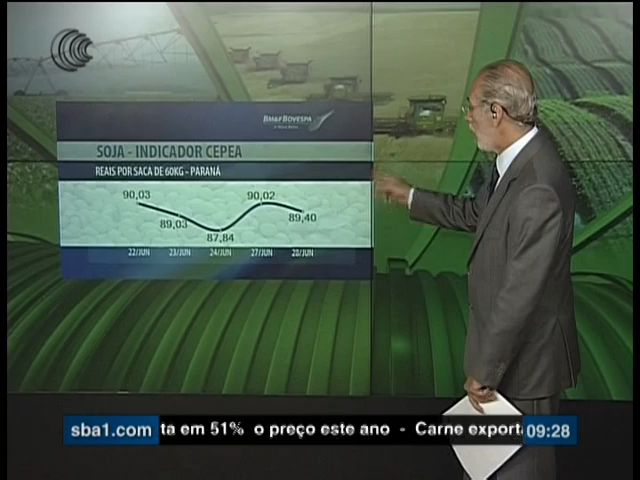 BM&FBOVESPA
SOJA - INDICADOR CEPEA
REAIS POR SACA DE 60KG - PARANÁ
90,03 89,03 87,84 90,02 89,40
22/JUN 23/JUN 24/JUN 27/JUN 28/JUN
sba1.com ta em 51% o preço este ano - Carne export 09:28